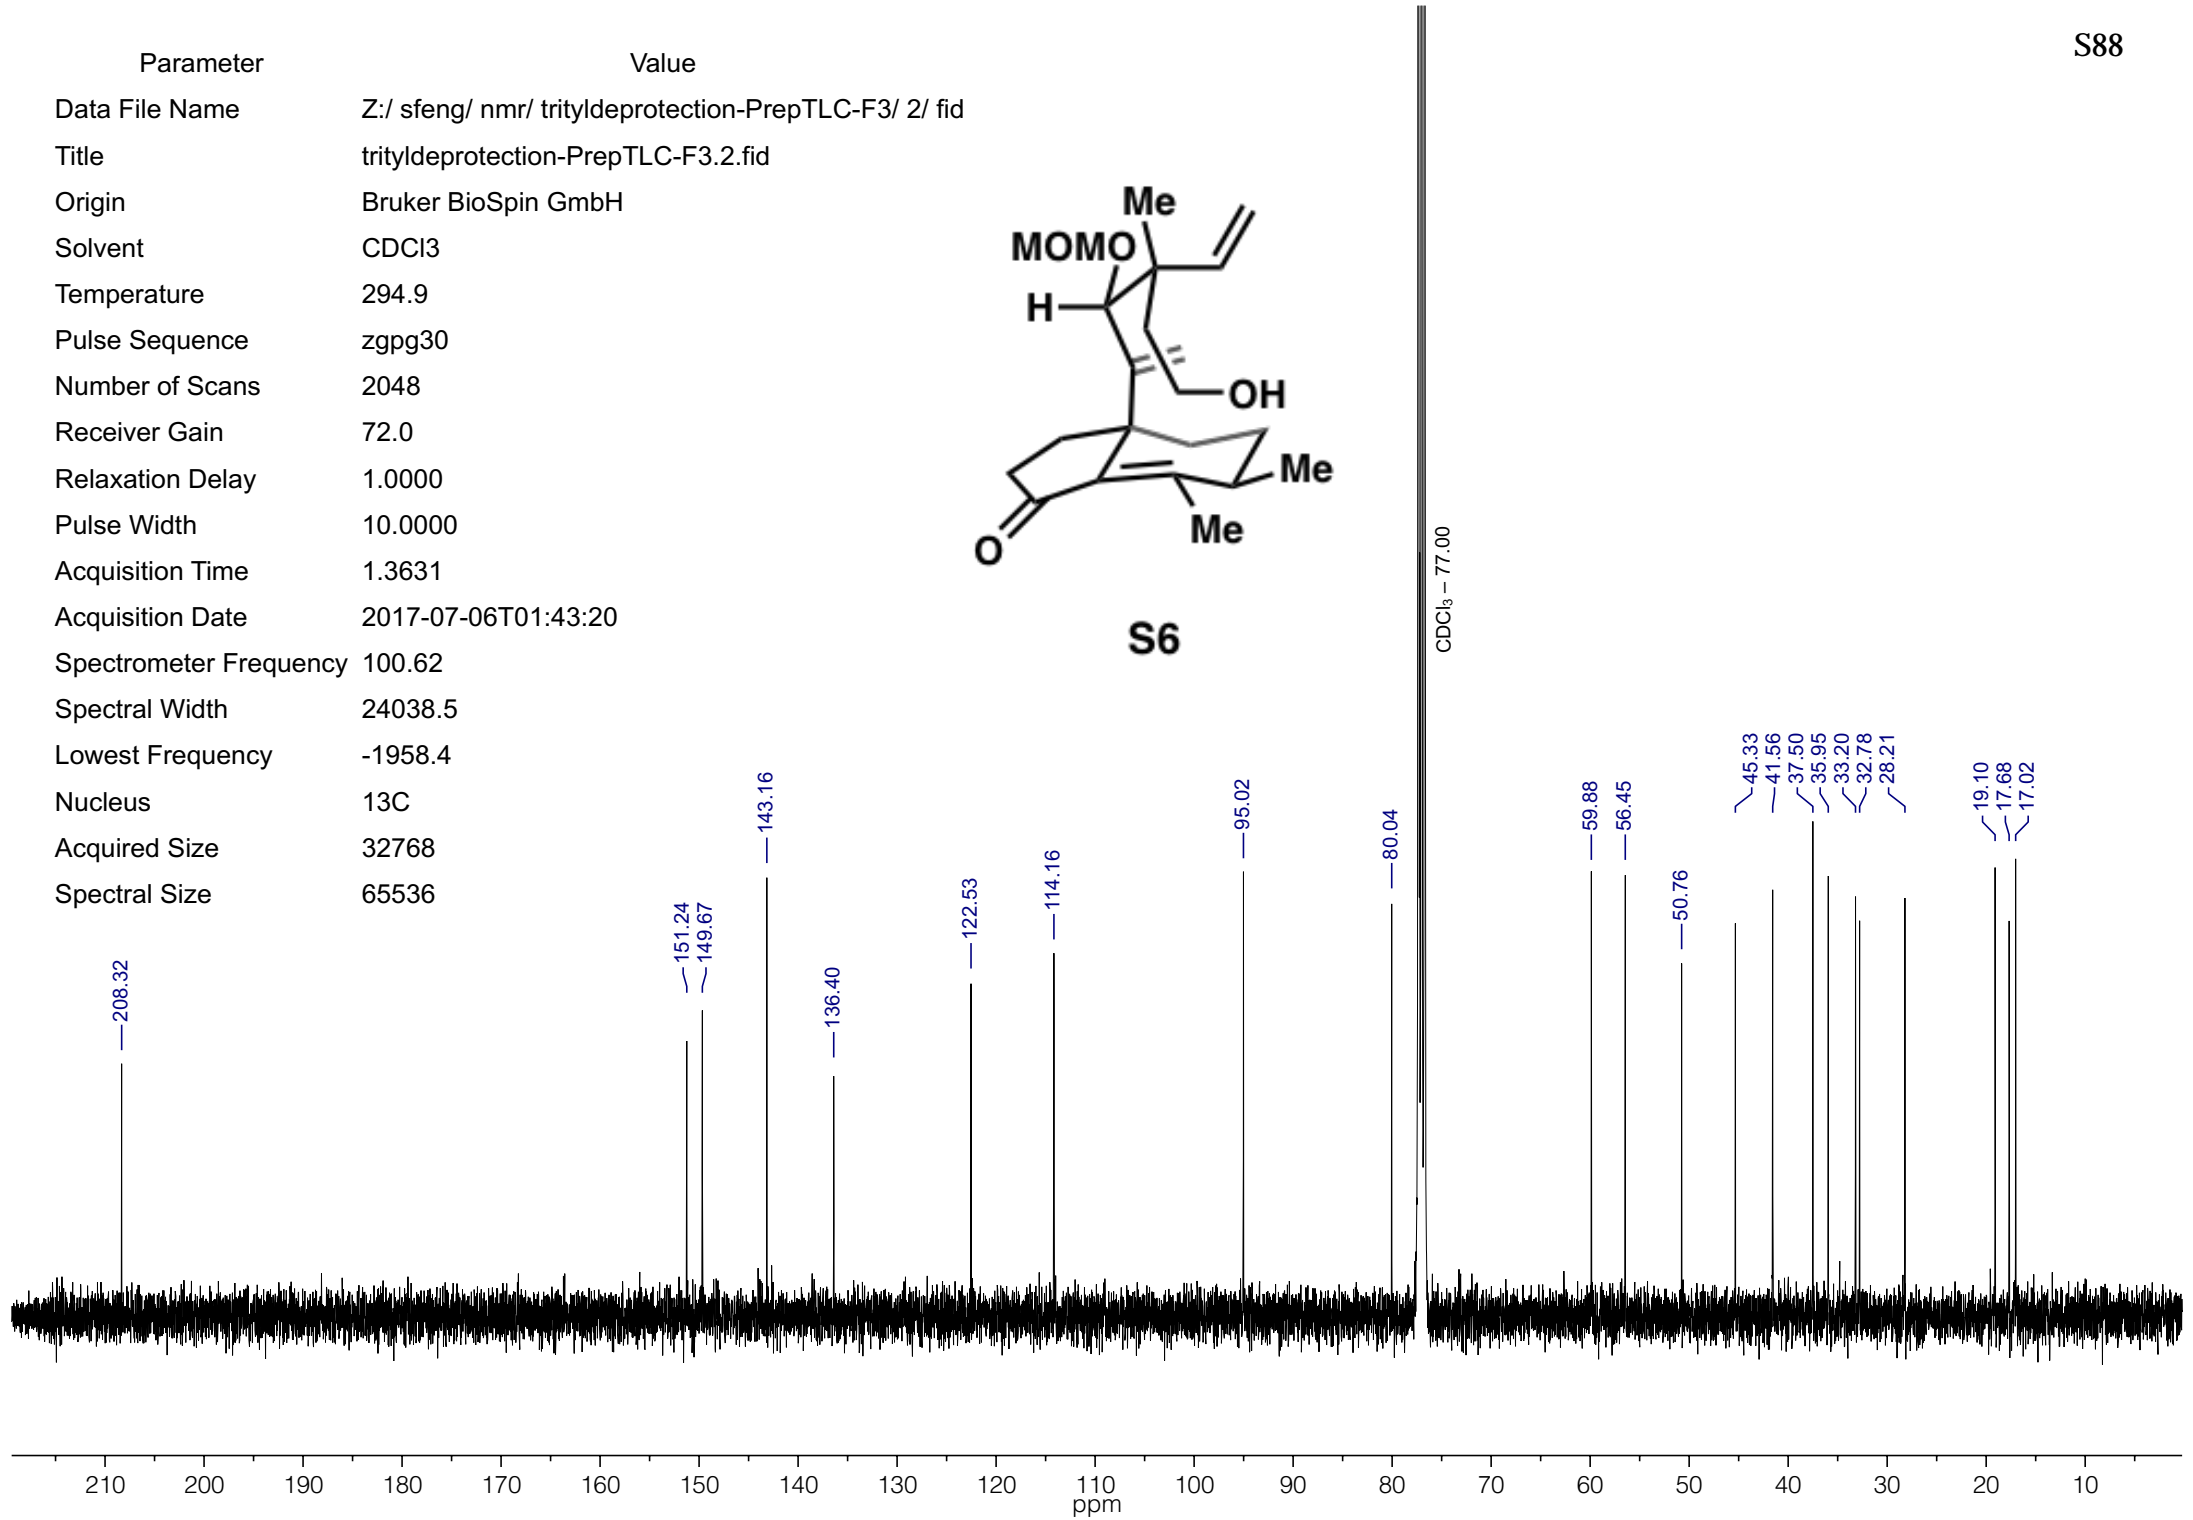 S88
Parameter Value
Data File Name Z:/ sfeng/ nmr/ trityldeprotection-PrepTLC-F3/ 2/ fid
Title trityldeprotection-PrepTLC-F3.2.fid
Origin Bruker BioSpin GmbH
Solvent CDCl3
Temperature 294.9
Pulse Sequence zgpg30
Number of Scans 2048
Receiver Gain 72.0
Relaxation Delay 1.0000
Pulse Width 10.0000
Acquisition Time 1.3631
Acquisition Date 2017-07-06T01:43:20
Spectrometer Frequency 100.62
Spectral Width 24038.5
Lowest Frequency -1958.4
Nucleus 13C
Acquired Size 32768
Spectral Size 65536
Me
MOMO
H
OH
Me
Me
O
S6
CDCl₃ – 77.00
208.32
151.24
149.67
143.16
136.40
122.53
114.16
95.02
80.04
59.88
56.45
50.76
45.33
41.56
37.50
35.95
33.20
32.78
28.21
19.10
17.68
17.02
210 200 190 180 170 160 150 140 130 120 110 100 90 80 70 60 50 40 30 20 10
ppm